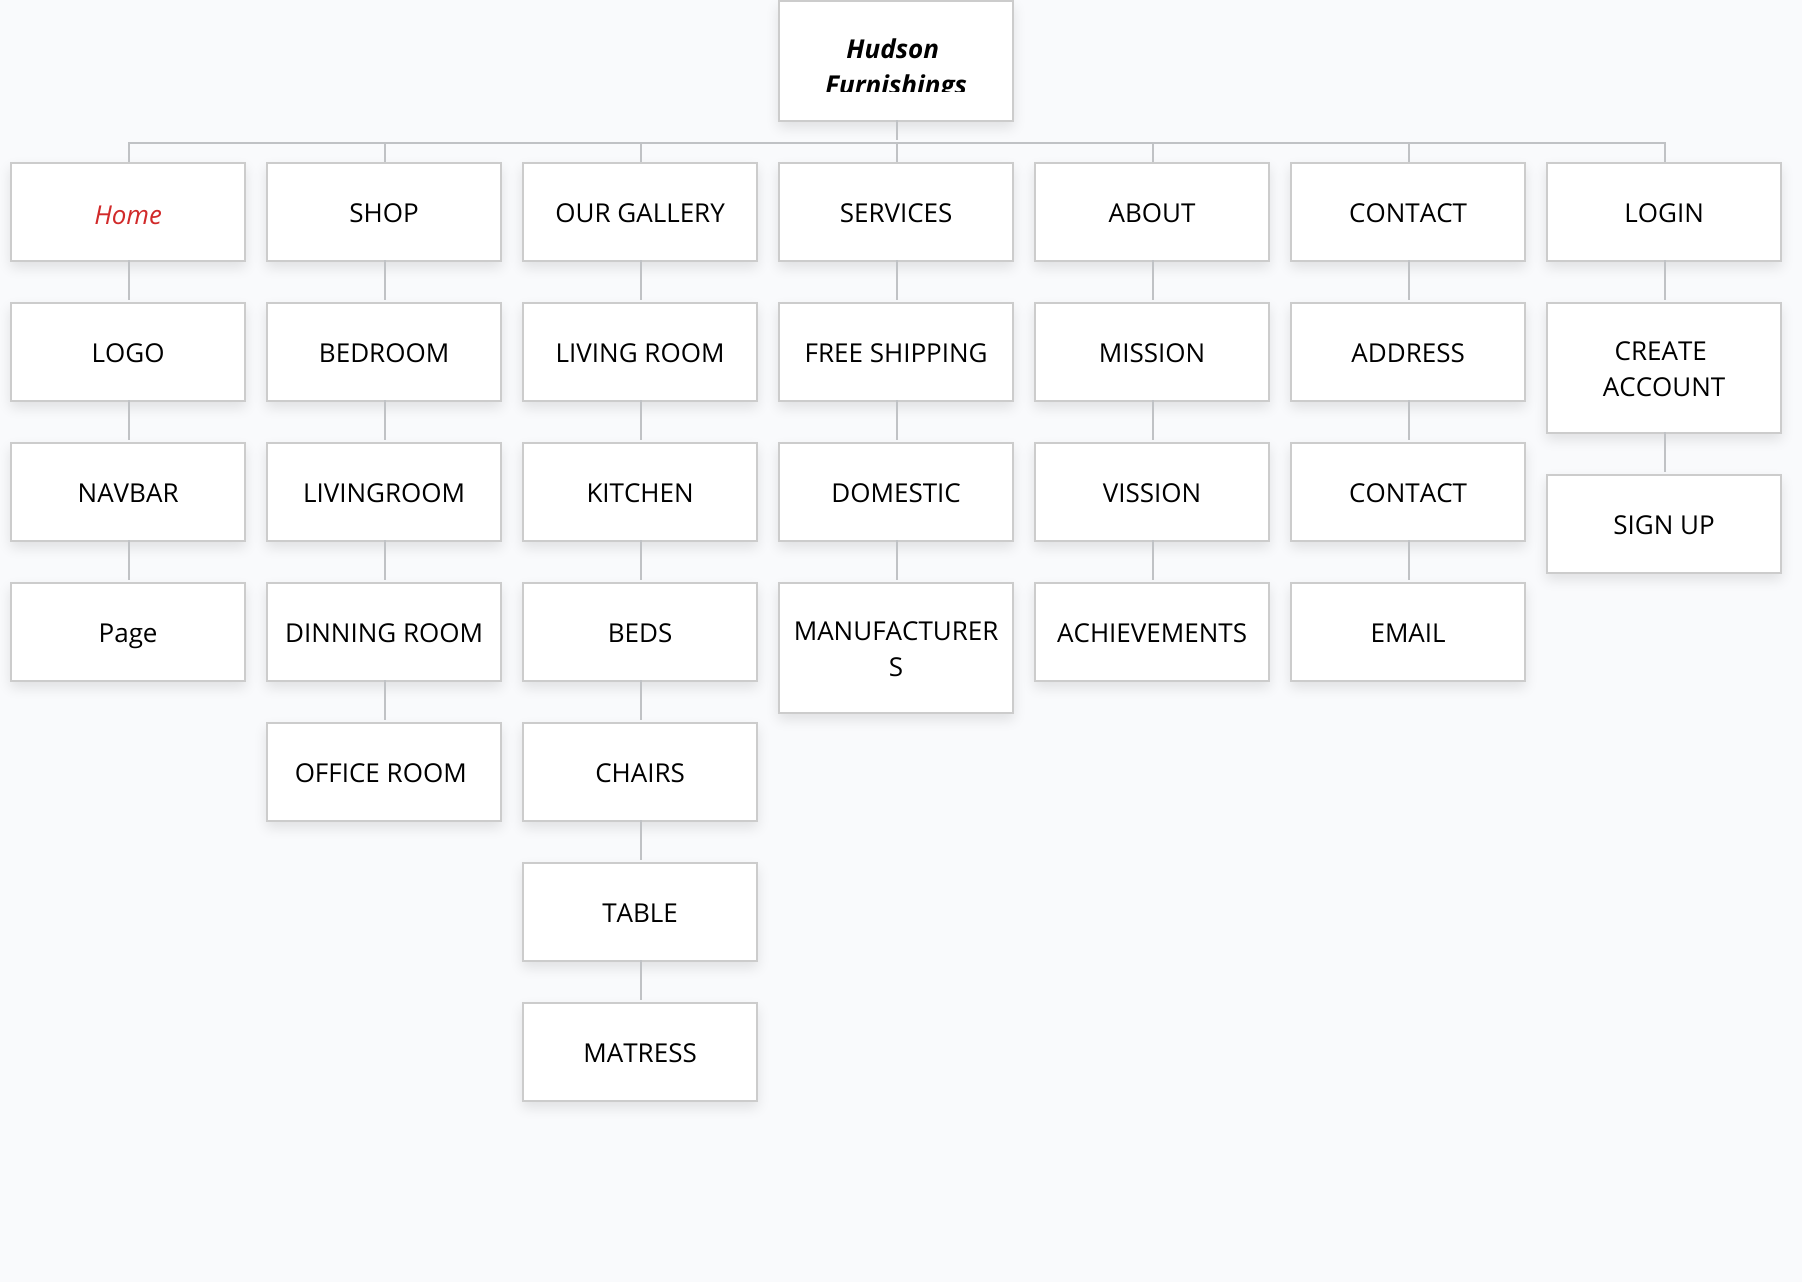 Hudson
Furnishings
Home
SHOP
OUR GALLERY
SERVICES
ABOUT
CONTACT
LOGIN
LOGO
BEDROOM
LIVING ROOM
FREE SHIPPING
MISSION
ADDRESS
CREATE
ACCOUNT
NAVBAR
LIVINGROOM
KITCHEN
DOMESTIC
VISSION
CONTACT
SIGN UP
Page
DINNING ROOM
BEDS
MANUFACTURER
S
ACHIEVEMENTS
EMAIL
OFFICE ROOM
CHAIRS
TABLE
MATRESS